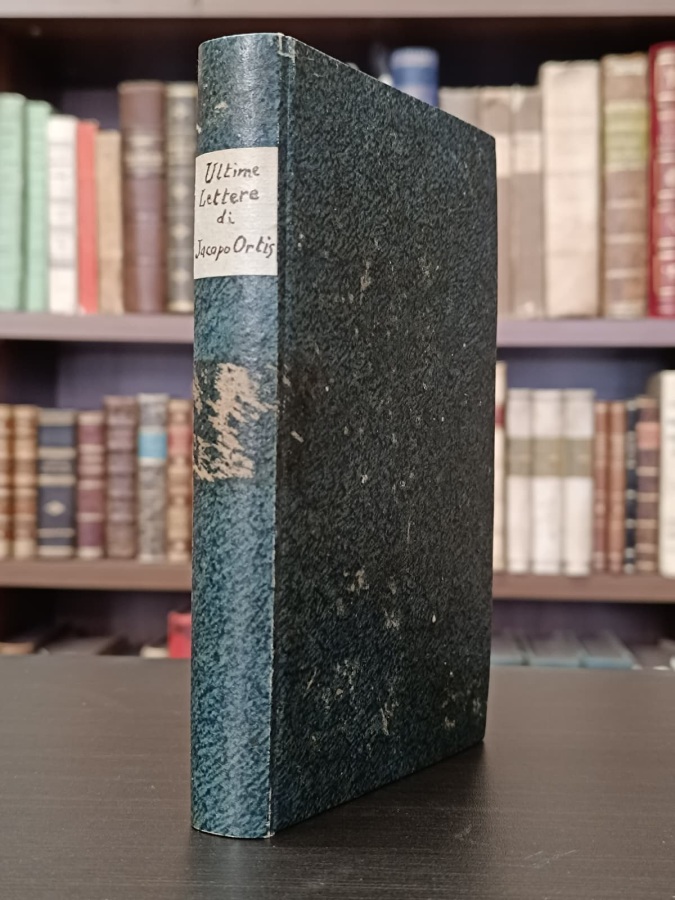 Ultime
Lettere
di
Jacopo Ortis